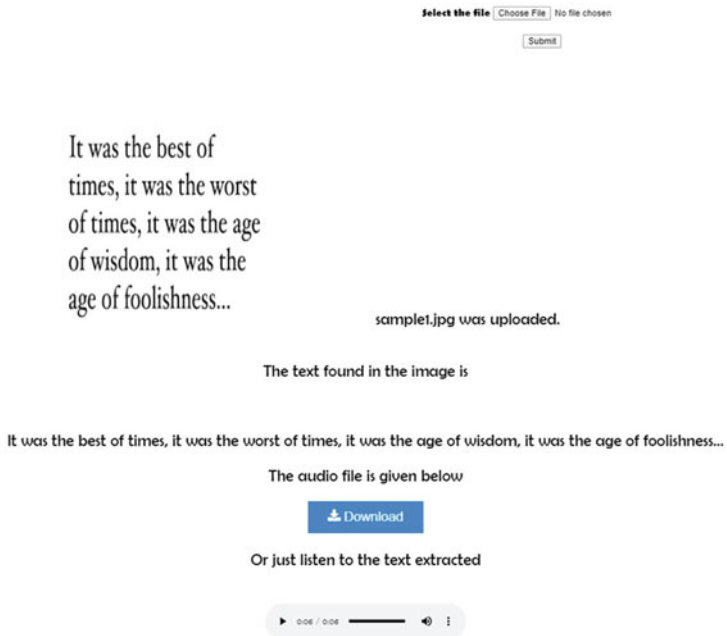 Select the file Choose File No file chosen
Submit
It was the best of
times, it was the worst
of times, it was the age
of wisdom, it was the
age of foolishness...
sample1.jpg was uploaded.
The text found in the image is
It was the best of times, it was the worst of times, it was the age of wisdom, it was the age of foolishness...
The audio file is given below
Download
Or just listen to the text extracted
0:06 / 0:06